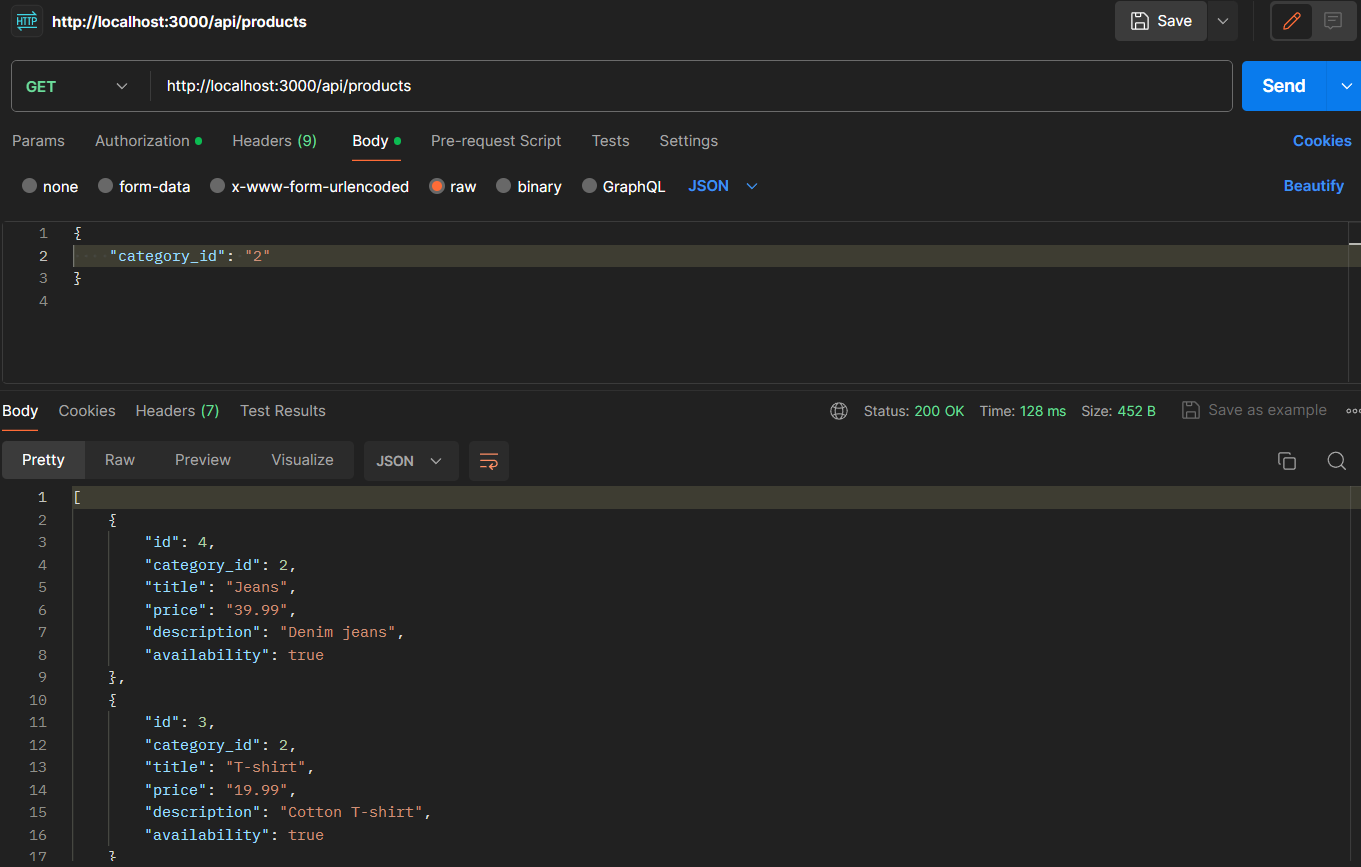 HTTP http://localhost:3000/api/products Save
GET http://localhost:3000/api/products Send
Params Authorization Headers (9) Body Pre-request Script Tests Settings Cookies
none form-data x-www-form-urlencoded raw binary GraphQL JSON Beautify
1 {
2 "category_id": "2"
3 }
4
Body Cookies Headers (7) Test Results Status: 200 OK Time: 128 ms Size: 452 B Save as example
Pretty Raw Preview Visualize JSON
1 [
2 {
3 "id": 4,
4 "category_id": 2,
5 "title": "Jeans",
6 "price": "39.99",
7 "description": "Denim jeans",
8 "availability": true
9 },
10 {
11 "id": 3,
12 "category_id": 2,
13 "title": "T-shirt",
14 "price": "19.99",
15 "description": "Cotton T-shirt",
16 "availability": true
17 }